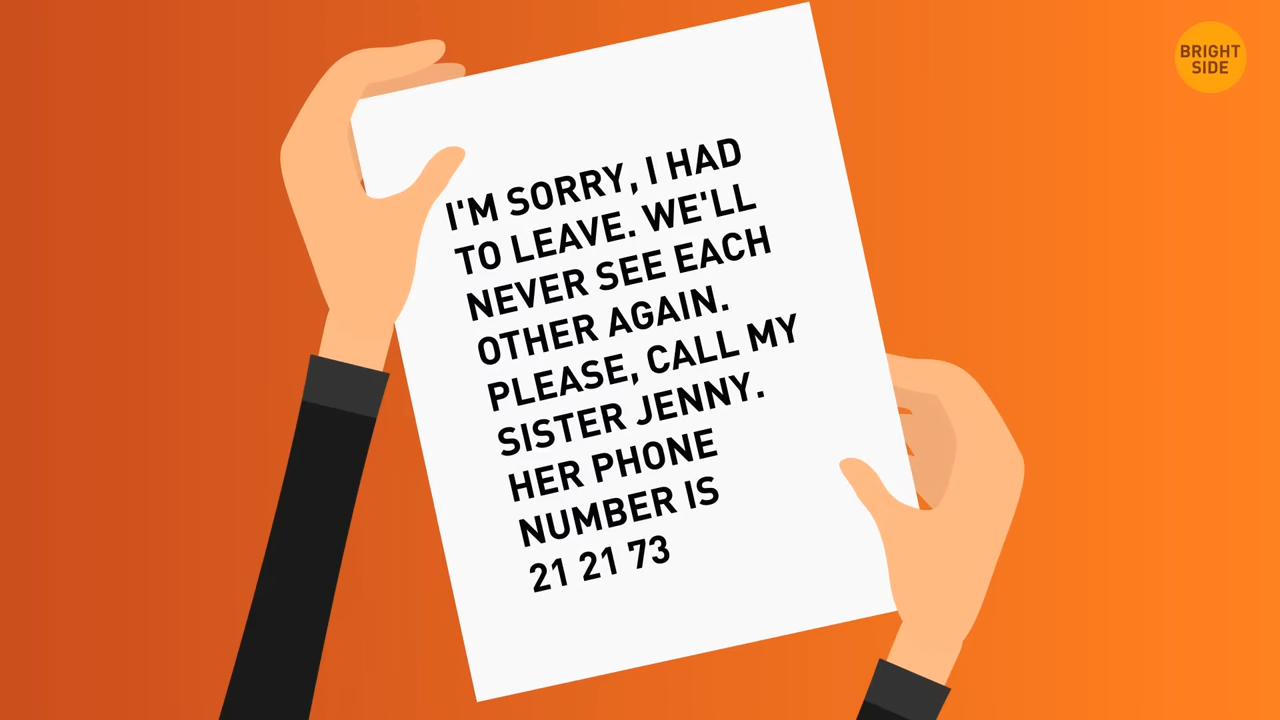 BRIGHT
SIDE
I'M SORRY, I HAD
TO LEAVE. WE'LL
NEVER SEE EACH
OTHER AGAIN.
PLEASE, CALL MY
SISTER JENNY.
HER PHONE
NUMBER IS
21 21 73